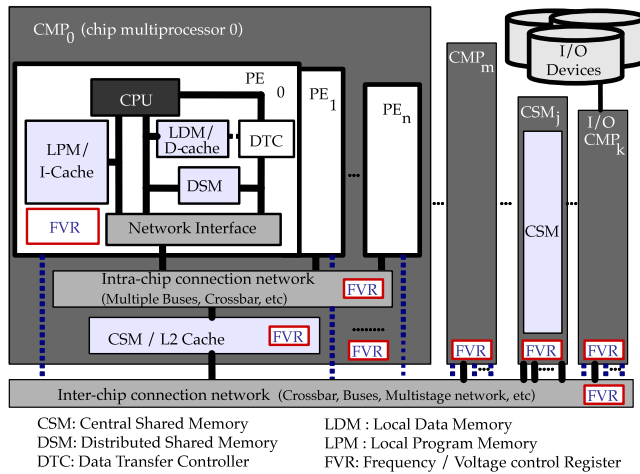 CMP0 (chip multiprocessor 0)
PE 0
CPU
LPM/
I-Cache
LDM/
D-cache
DTC
DSM
FVR
Network Interface
PE1
PEn
...
Intra-chip connection network
(Multiple Buses, Crossbar, etc)
FVR
CSM / L2 Cache
FVR
........
FVR
CMPm
FVR
CSMj
CSM
FVR
I/O
Devices
I/O
CMPk
FVR
Inter-chip connection network (Crossbar, Buses, Multistage network, etc)
FVR
CSM: Central Shared Memory
DSM: Distributed Shared Memory
DTC: Data Transfer Controller
LDM : Local Data Memory
LPM : Local Program Memory
FVR: Frequency / Voltage control Register